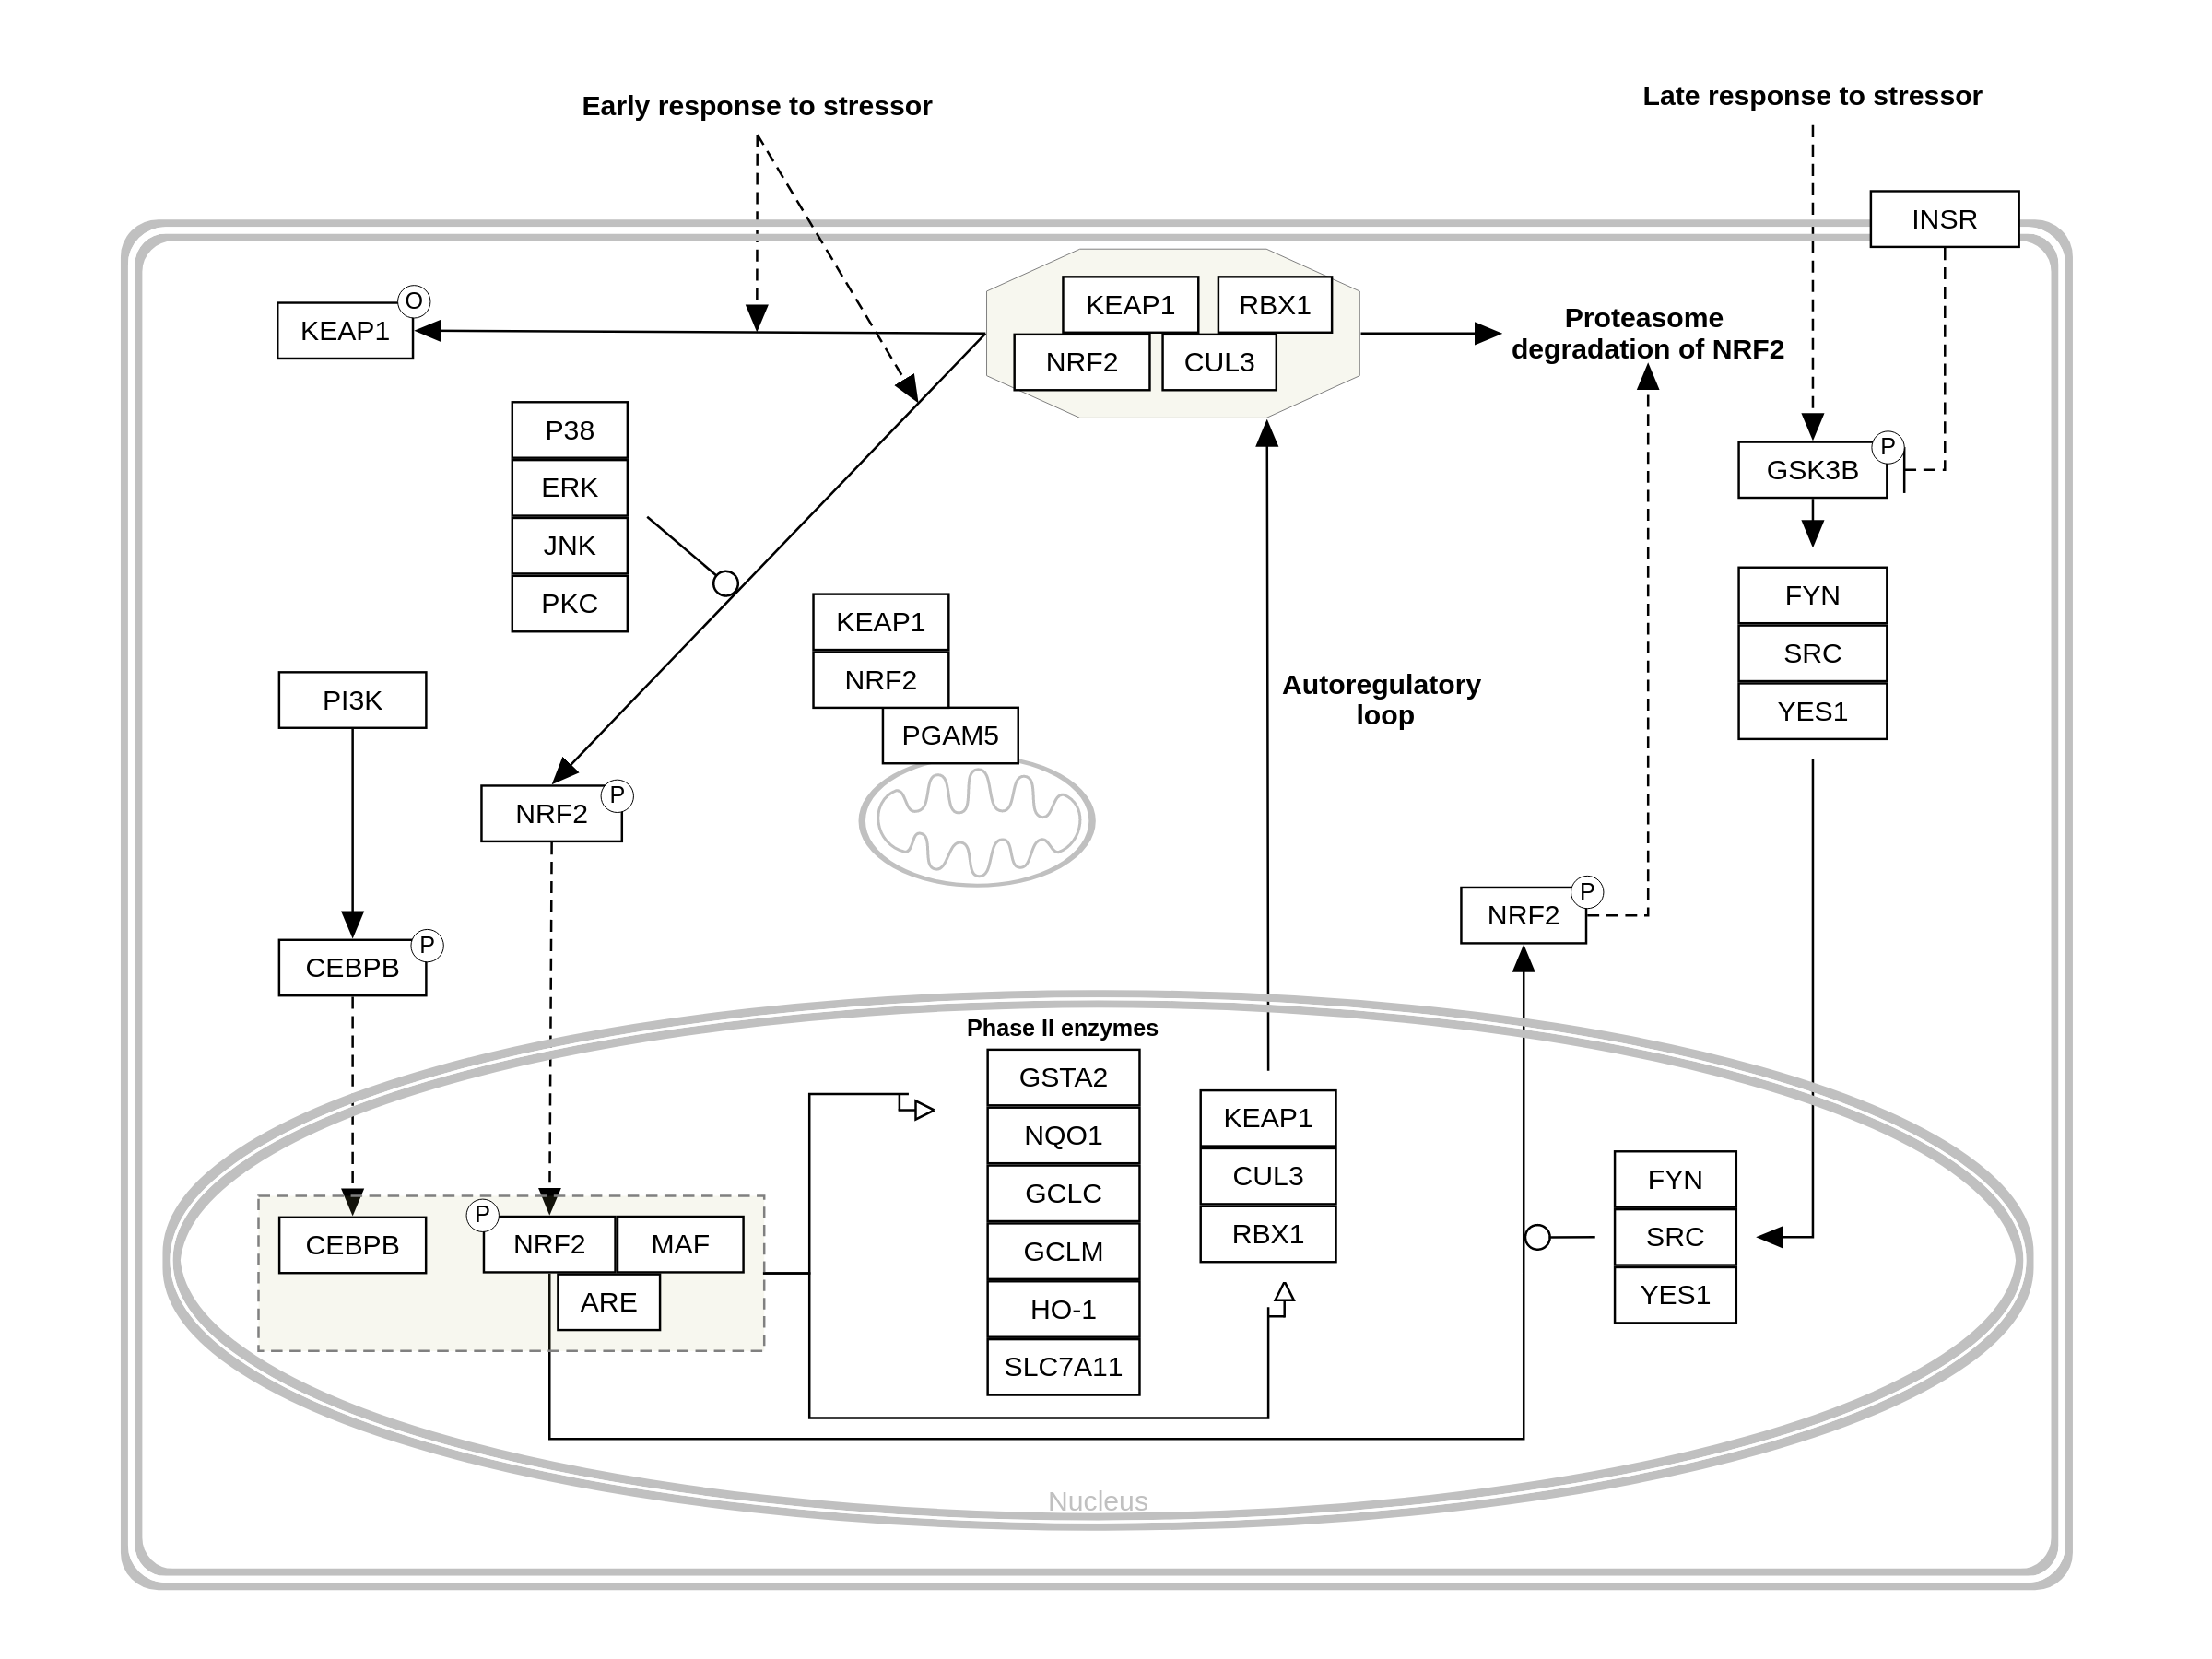 Early response to stressor
Late response to stressor
INSR
O
KEAP1
KEAP1
RBX1
NRF2
CUL3
Proteasome
degradation of NRF2
P38
ERK
JNK
PKC
P
GSK3B
FYN
SRC
YES1
KEAP1
NRF2
PGAM5
Autoregulatory
loop
PI3K
P
NRF2
P
NRF2
P
CEBPB
Phase II enzymes
GSTA2
NQO1
GCLC
GCLM
HO-1
SLC7A11
KEAP1
CUL3
RBX1
FYN
SRC
YES1
CEBPB
P
NRF2
MAF
ARE
Nucleus